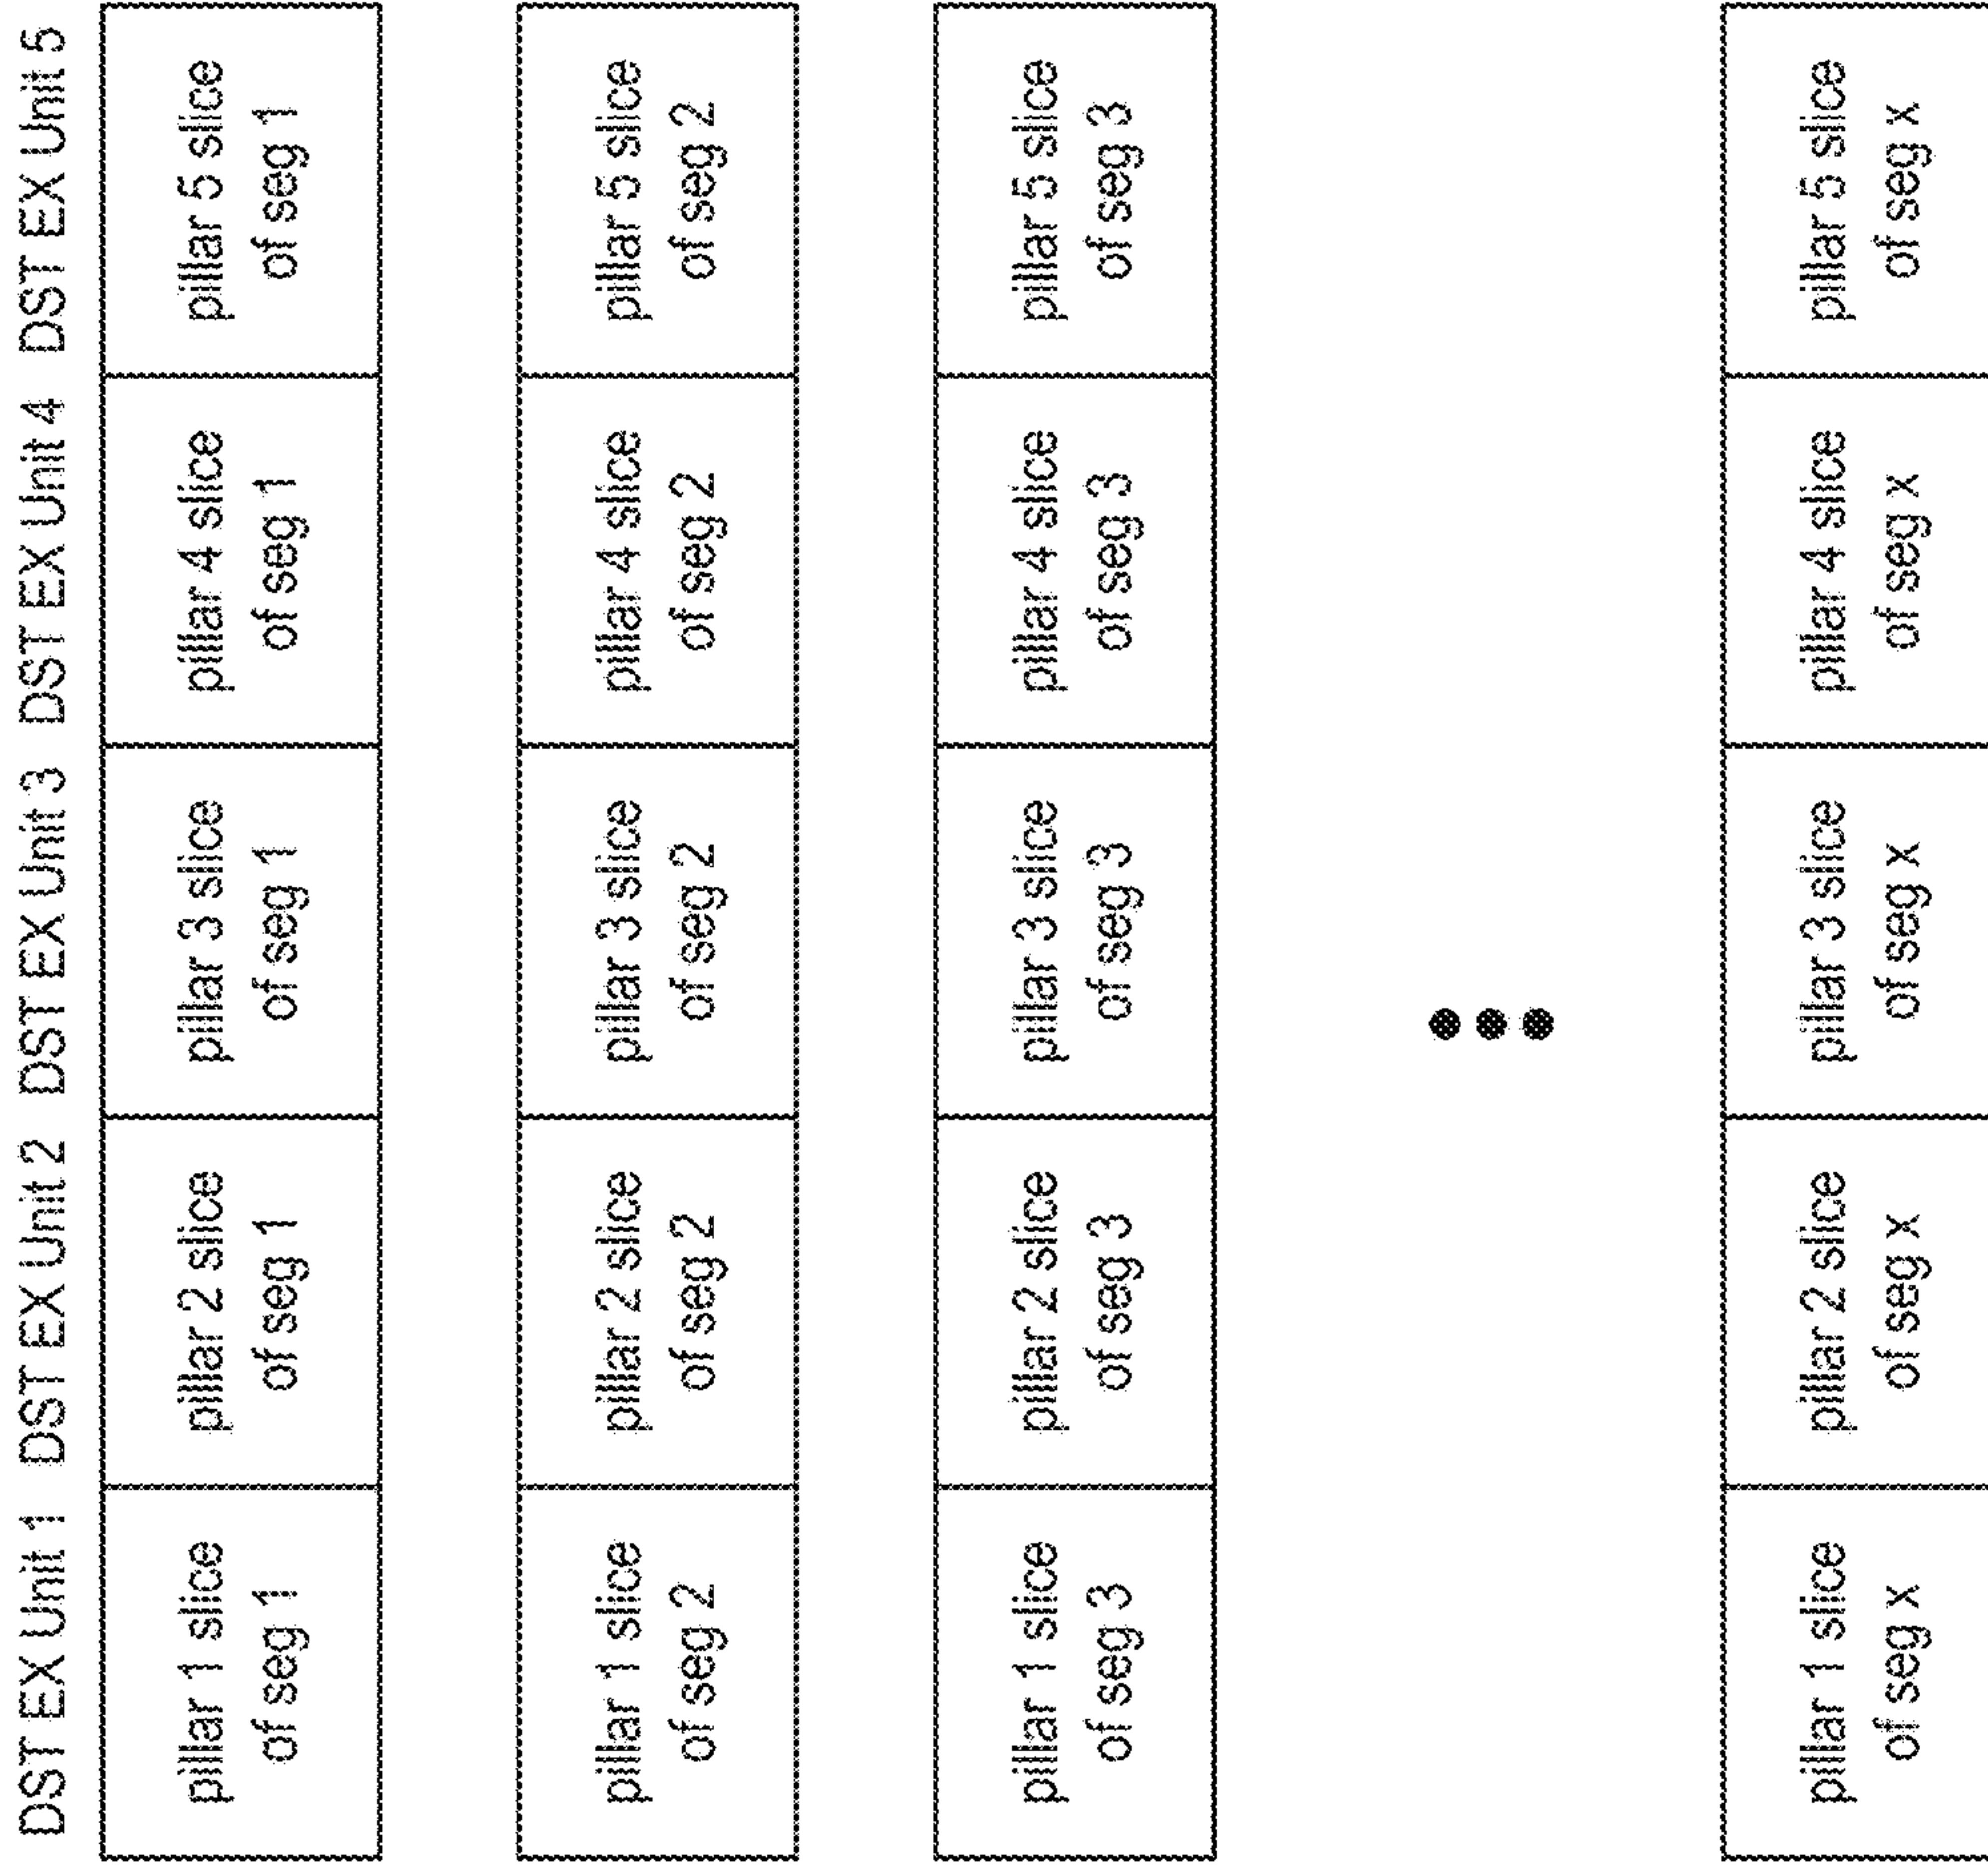 DST EX Unit 1 DST EX Unit 2 DST EX Unit 3 DST EX Unit 4 DST EX Unit 5
pillar 1 slice
of seg 1
pillar 2 slice
of seg 1
pillar 3 slice
of seg 1
pillar 4 slice
of seg 1
pillar 5 slice
of seg 1
pillar 1 slice
of seg 2
pillar 2 slice
of seg 2
pillar 3 slice
of seg 2
pillar 4 slice
of seg 2
pillar 5 slice
of seg 2
pillar 1 slice
of seg 3
pillar 2 slice
of seg 3
pillar 3 slice
of seg 3
pillar 4 slice
of seg 3
pillar 5 slice
of seg 3
pillar 1 slice
of seg x
pillar 2 slice
of seg x
pillar 3 slice
of seg x
pillar 4 slice
of seg x
pillar 5 slice
of seg x